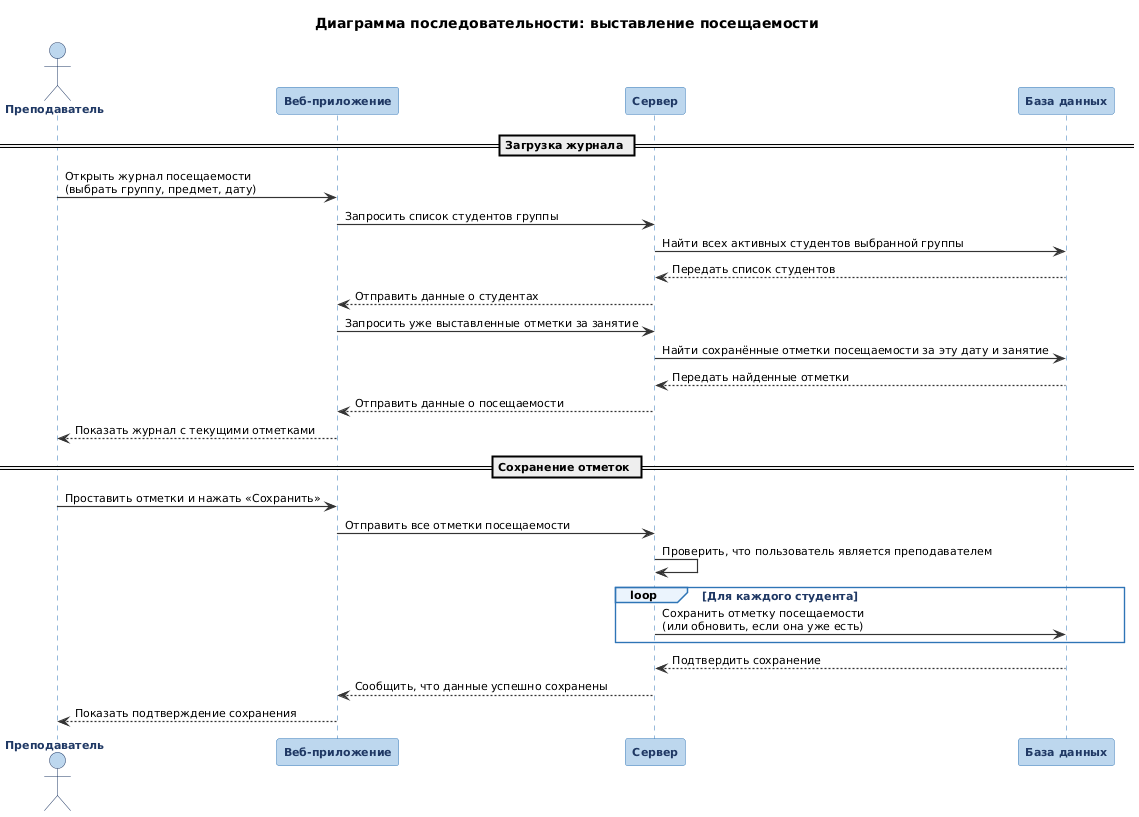 Диаграмма последовательности: выставление посещаемости
Преподаватель
Веб-приложение
Сервер
База данных
Загрузка журнала
Открыть журнал посещаемости
(выбрать группу, предмет, дату)
Запросить список студентов группы
Найти всех активных студентов выбранной группы
Передать список студентов
Отправить данные о студентах
Запросить уже выставленные отметки за занятие
Найти сохранённые отметки посещаемости за эту дату и занятие
Передать найденные отметки
Отправить данные о посещаемости
Показать журнал с текущими отметками
Сохранение отметок
Проставить отметки и нажать «Сохранить»
Отправить все отметки посещаемости
Проверить, что пользователь является преподавателем
loop [Для каждого студента]
Сохранить отметку посещаемости
(или обновить, если она уже есть)
Подтвердить сохранение
Сообщить, что данные успешно сохранены
Показать подтверждение сохранения
Преподаватель
Веб-приложение
Сервер
База данных